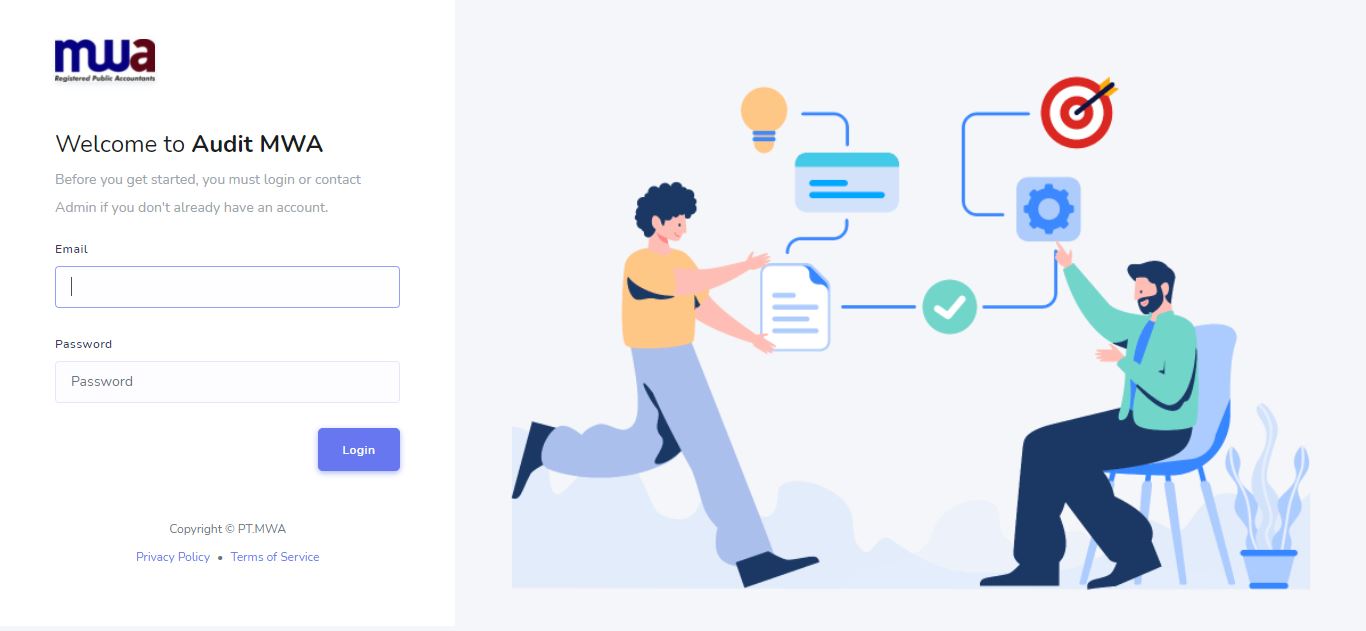 mwa
Registered Public Accountants
Welcome to Audit MWA
Before you get started, you must login or contact
Admin if you don't already have an account.
Email
Password
Password
Login
Copyright © PT.MWA
Privacy Policy • Terms of Service